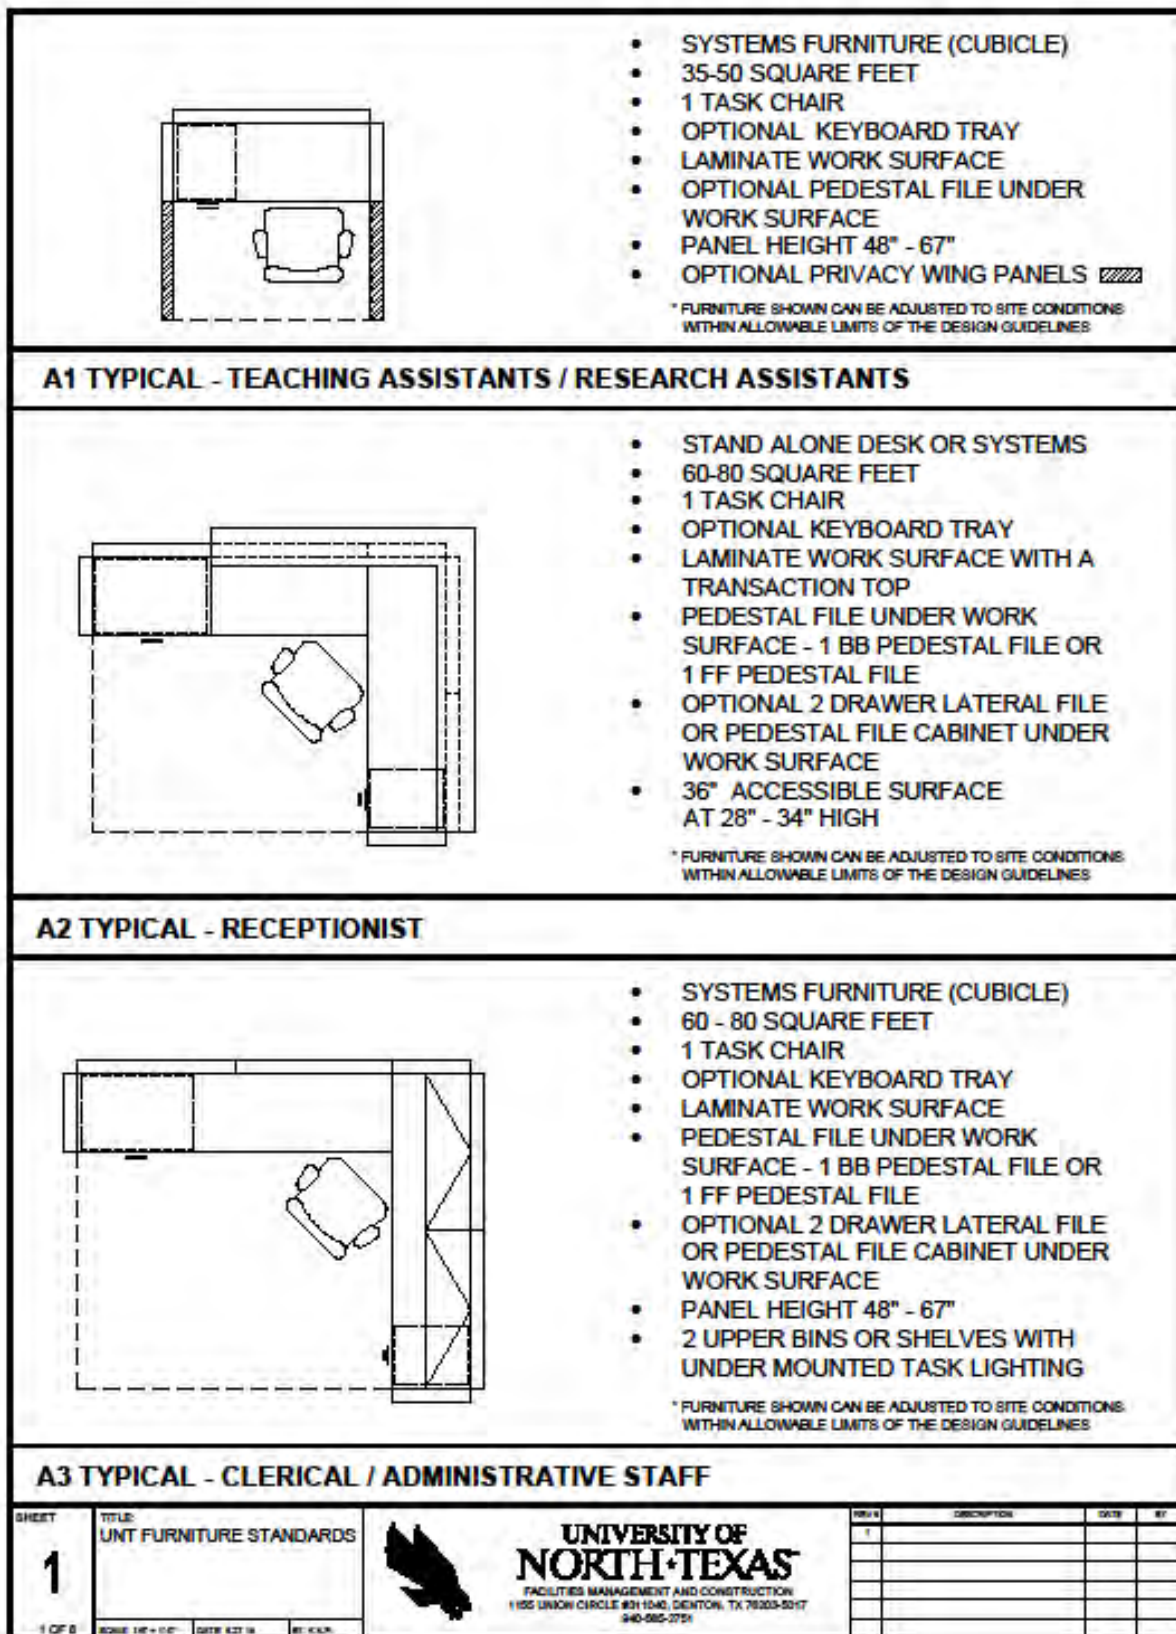 • SYSTEMS FURNITURE (CUBICLE)
• 35-50 SQUARE FEET
• 1 TASK CHAIR
• OPTIONAL KEYBOARD TRAY
• LAMINATE WORK SURFACE
• OPTIONAL PEDESTAL FILE UNDER
WORK SURFACE
• PANEL HEIGHT 48" - 67"
• OPTIONAL PRIVACY WING PANELS
* FURNITURE SHOWN CAN BE ADJUSTED TO SITE CONDITIONS
WITHIN ALLOWABLE LIMITS OF THE DESIGN GUIDELINES
A1 TYPICAL - TEACHING ASSISTANTS / RESEARCH ASSISTANTS
• STAND ALONE DESK OR SYSTEMS
• 60-80 SQUARE FEET
• 1 TASK CHAIR
• OPTIONAL KEYBOARD TRAY
• LAMINATE WORK SURFACE WITH A
TRANSACTION TOP
• PEDESTAL FILE UNDER WORK
SURFACE - 1 BB PEDESTAL FILE OR
1 FF PEDESTAL FILE
• OPTIONAL 2 DRAWER LATERAL FILE
OR PEDESTAL FILE CABINET UNDER
WORK SURFACE
• 36" ACCESSIBLE SURFACE
AT 28" - 34" HIGH
* FURNITURE SHOWN CAN BE ADJUSTED TO SITE CONDITIONS
WITHIN ALLOWABLE LIMITS OF THE DESIGN GUIDELINES
A2 TYPICAL - RECEPTIONIST
• SYSTEMS FURNITURE (CUBICLE)
• 60 - 80 SQUARE FEET
• 1 TASK CHAIR
• OPTIONAL KEYBOARD TRAY
• LAMINATE WORK SURFACE
• PEDESTAL FILE UNDER WORK
SURFACE - 1 BB PEDESTAL FILE OR
1 FF PEDESTAL FILE
• OPTIONAL 2 DRAWER LATERAL FILE
OR PEDESTAL FILE CABINET UNDER
WORK SURFACE
• PANEL HEIGHT 48" - 67"
• 2 UPPER BINS OR SHELVES WITH
UNDER MOUNTED TASK LIGHTING
* FURNITURE SHOWN CAN BE ADJUSTED TO SITE CONDITIONS
WITHIN ALLOWABLE LIMITS OF THE DESIGN GUIDELINES
A3 TYPICAL - CLERICAL / ADMINISTRATIVE STAFF
SHEET
1
TITLE:
UNT FURNITURE STANDARDS
UNIVERSITY OF
NORTH·TEXAS
FACILITIES MANAGEMENT AND CONSTRUCTION
1155 UNION CIRCLE #311040, DENTON, TX 76203-5017
DESCRIPTION DATE BY
1